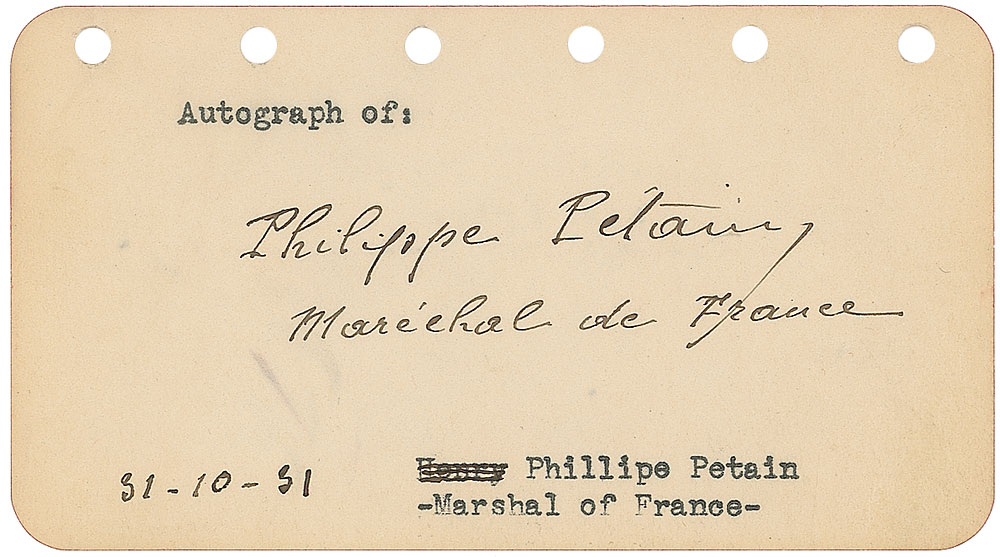 Autograph of:
Philippe Pétain,
Maréchal de France
31-10-31
Phillipe Petain
-Marshal of France-